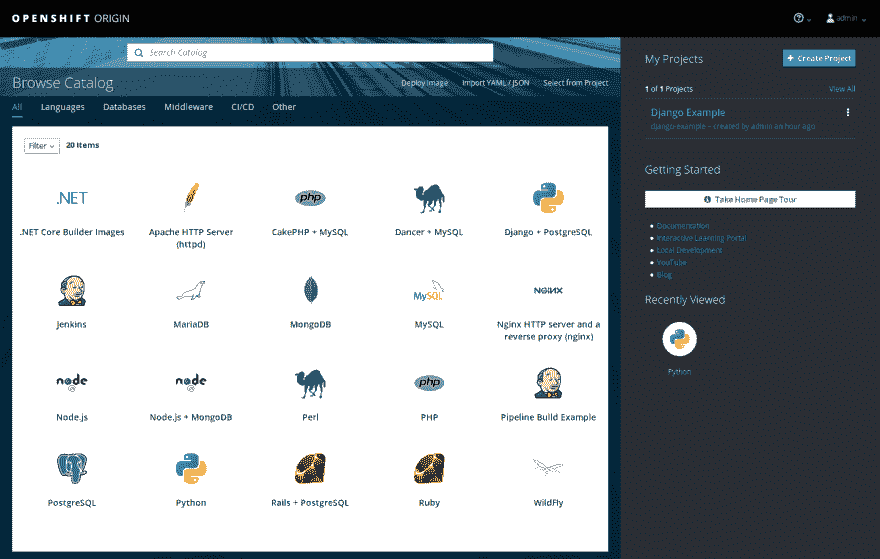 OPENSHIFT ORIGIN
admin
Search Catalog
Browse Catalog
Deploy Image Import YAML / JSON Select from Project
All Languages Databases Middleware CI/CD Other
Filter 20 Items
.NET
.NET Core Builder Images
Apache HTTP Server
(httpd)
php
CakePHP + MySQL
Dancer + MySQL
Django + PostgreSQL
Jenkins
MariaDB
MongoDB
MySQL
MySQL
NGINX
Nginx HTTP server and a
reverse proxy (nginx)
node
Node.js
node
Node.js + MongoDB
Perl
php
PHP
Pipeline Build Example
PostgreSQL
Python
Rails + PostgreSQL
Ruby
WildFly
My Projects
Create Project
1 of 1 Projects View All
Django Example
django-example - created by admin an hour ago
Getting Started
Take Home Page Tour
Documentation
Interactive Learning Portal
Local Development
YouTube
Blog
Recently Viewed
Python